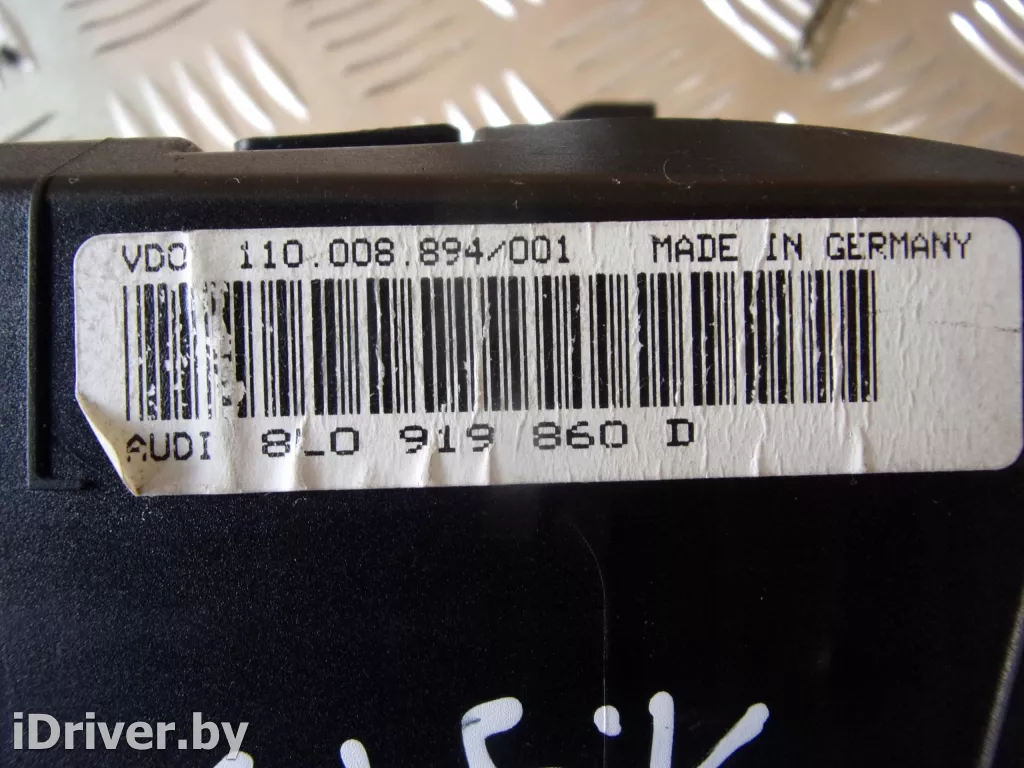 VDO 110.008.894/001 MADE IN GERMANY
AUDI 8L0 919 860 D
iDriver.by